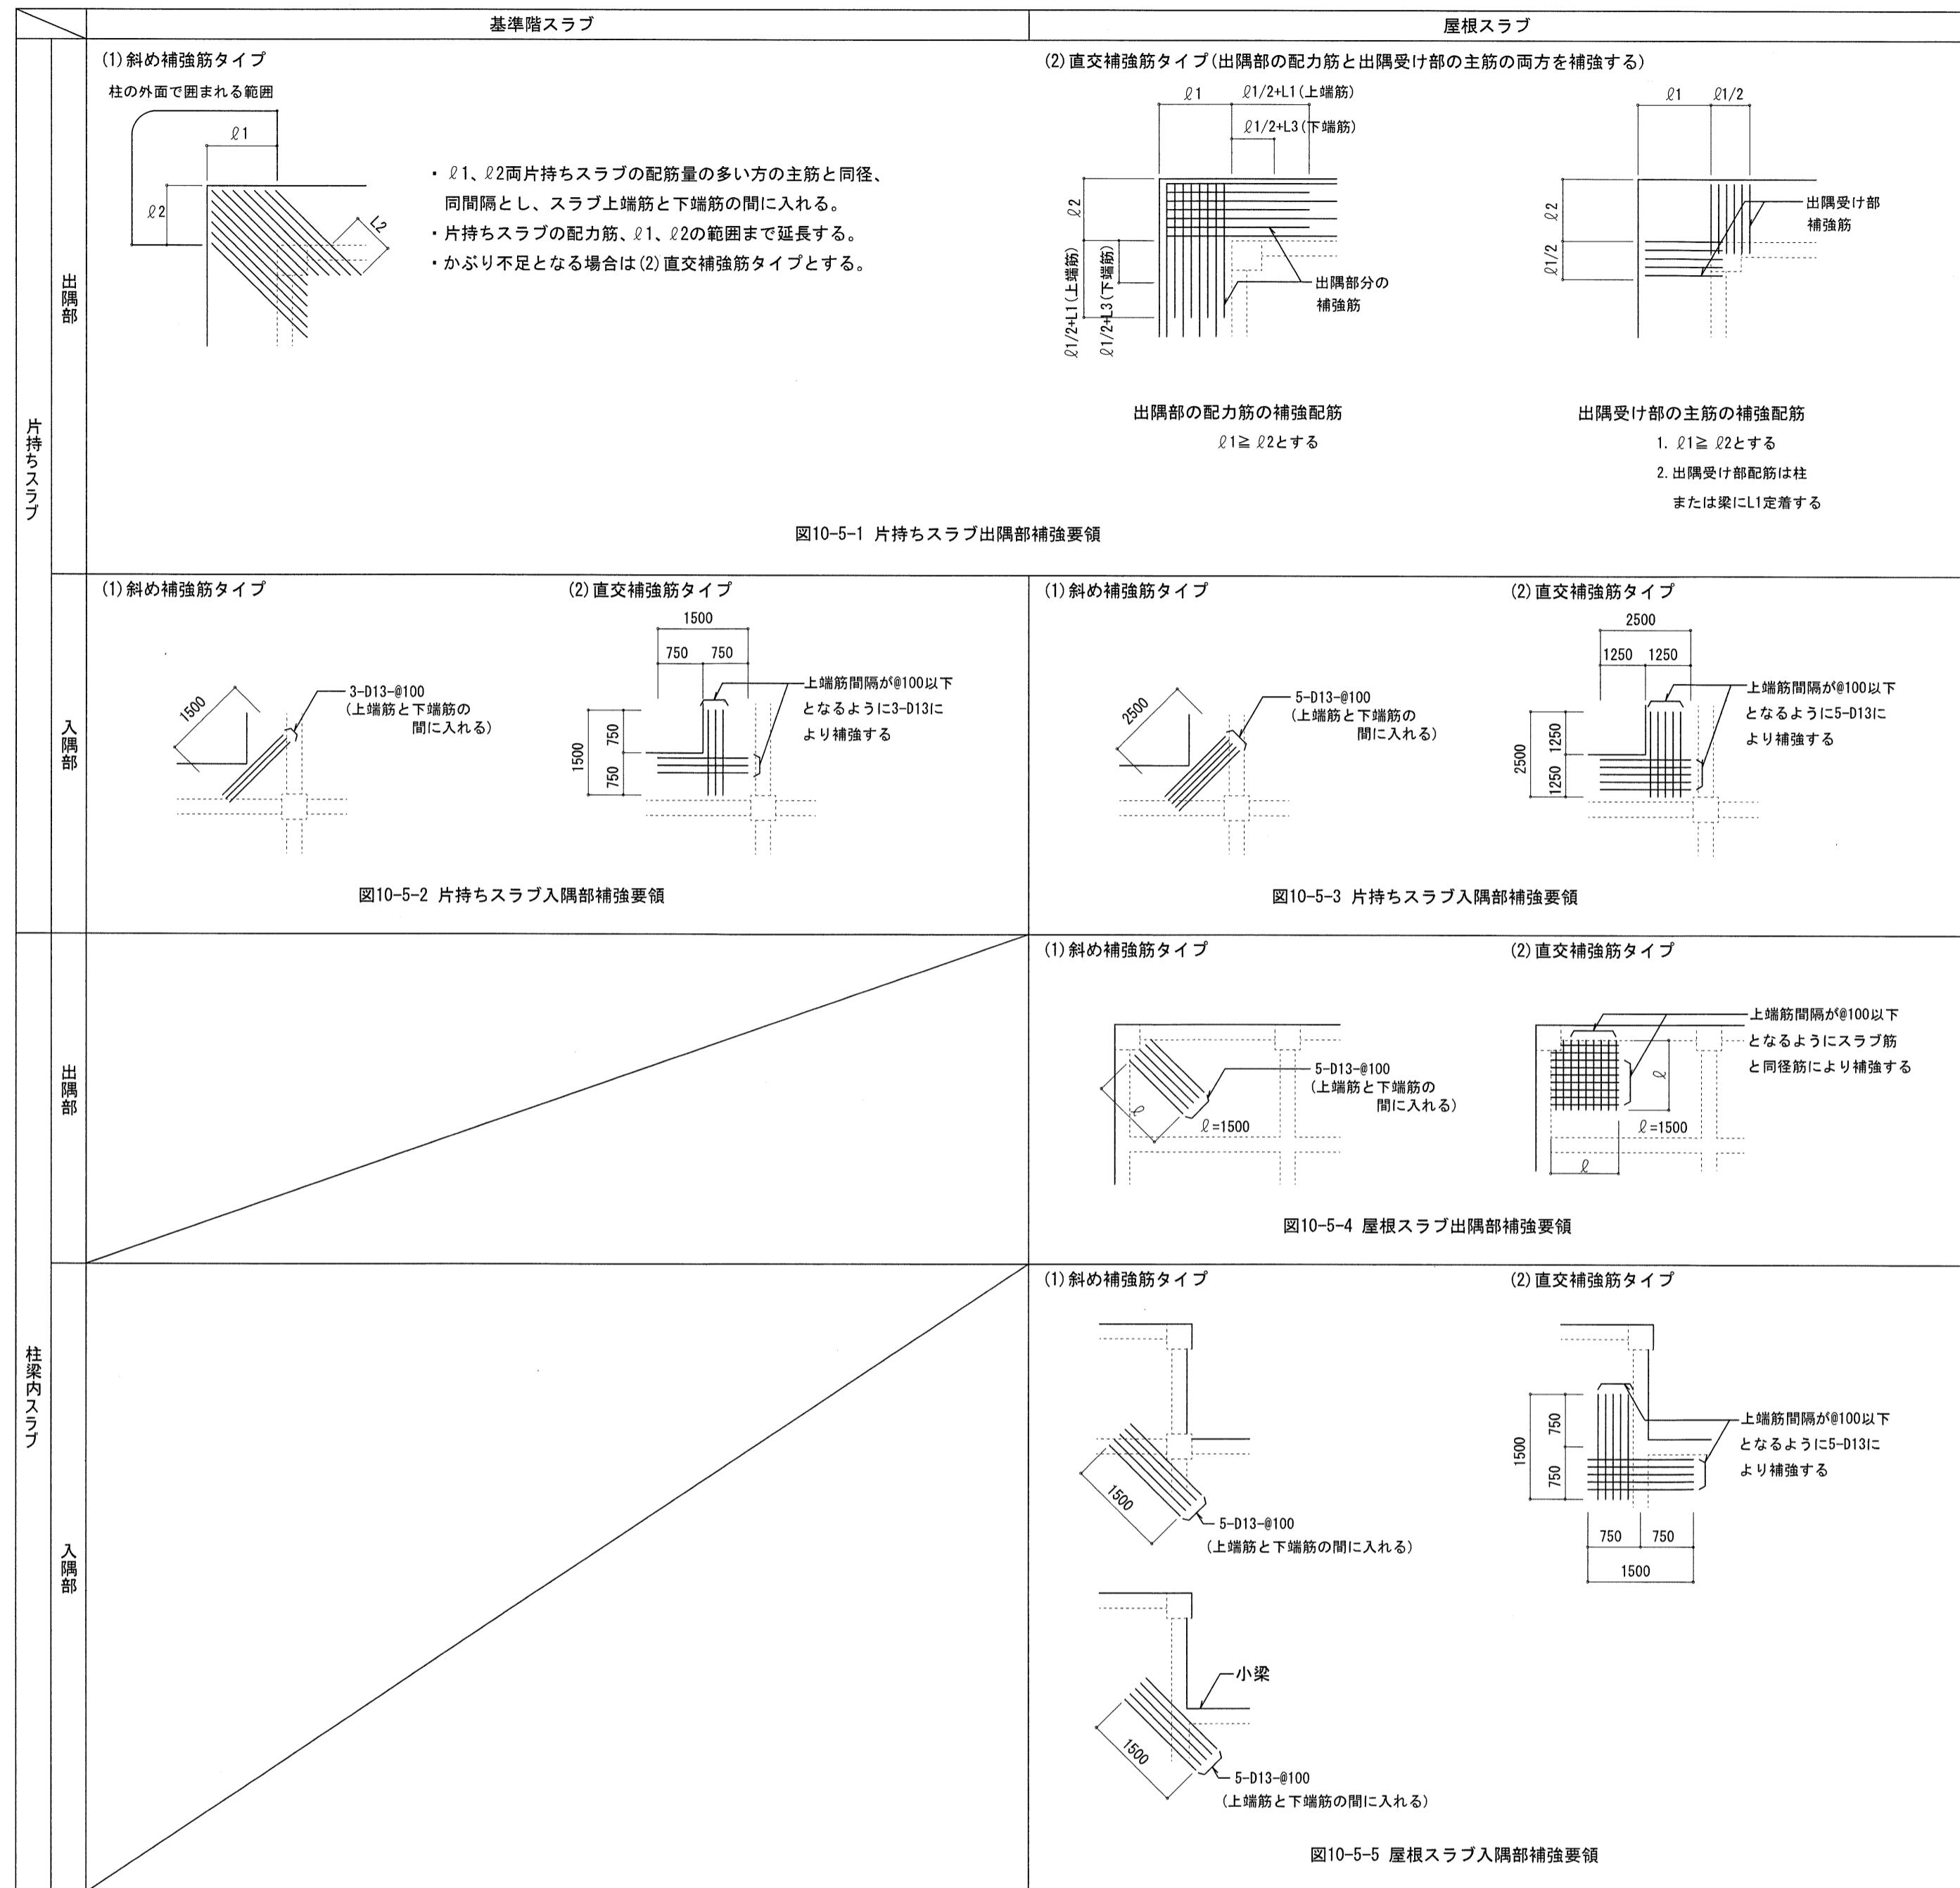 基準階スラブ
屋根スラブ
片持ちスラブ
出隅部
(1)斜め補強筋タイプ
柱の外面で囲まれる範囲
ℓ1
ℓ2
L2
・ℓ1、ℓ2両片持ちスラブの配筋量の多い方の主筋と同径、
同間隔とし、スラブ上端筋と下端筋の間に入れる。
・片持ちスラブの配力筋、ℓ1、ℓ2の範囲まで延長する。
・かぶり不足となる場合は(2)直交補強筋タイプとする。
(2)直交補強筋タイプ(出隅部の配力筋と出隅受け部の主筋の両方を補強する)
ℓ1
ℓ1/2+L1(上端筋)
ℓ1/2+L3(下端筋)
ℓ2
ℓ1/2+L1(上端筋)
ℓ1/2+L3(下端筋)
出隅部分の
補強筋
出隅部の配力筋の補強配筋
ℓ1≧ ℓ2とする
ℓ1
ℓ1/2
ℓ2
ℓ1/2
出隅受け部
補強筋
出隅受け部の主筋の補強配筋
1. ℓ1≧ ℓ2とする
2. 出隅受け部配筋は柱
または梁にL1定着する
図10-5-1 片持ちスラブ出隅部補強要領
入隅部
(1)斜め補強筋タイプ
1500
3-D13-@100
(上端筋と下端筋の
間に入れる)
(2)直交補強筋タイプ
1500
750
750
1500
750
750
上端筋間隔が@100以下
となるように3-D13に
より補強する
図10-5-2 片持ちスラブ入隅部補強要領
(1)斜め補強筋タイプ
2500
5-D13-@100
(上端筋と下端筋の
間に入れる)
(2)直交補強筋タイプ
2500
1250
1250
2500
1250
1250
上端筋間隔が@100以下
となるように5-D13に
より補強する
図10-5-3 片持ちスラブ入隅部補強要領
柱梁内スラブ
出隅部
(1)斜め補強筋タイプ
5-D13-@100
(上端筋と下端筋の
間に入れる)
ℓ
ℓ=1500
(2)直交補強筋タイプ
上端筋間隔が@100以下
となるようにスラブ筋
と同径筋により補強する
ℓ
ℓ=1500
ℓ
図10-5-4 屋根スラブ出隅部補強要領
入隅部
(1)斜め補強筋タイプ
1500
5-D13-@100
(上端筋と下端筋の間に入れる)
小梁
1500
5-D13-@100
(上端筋と下端筋の間に入れる)
(2)直交補強筋タイプ
1500
750
750
上端筋間隔が@100以下
となるように5-D13に
より補強する
750
750
1500
図10-5-5 屋根スラブ入隅部補強要領